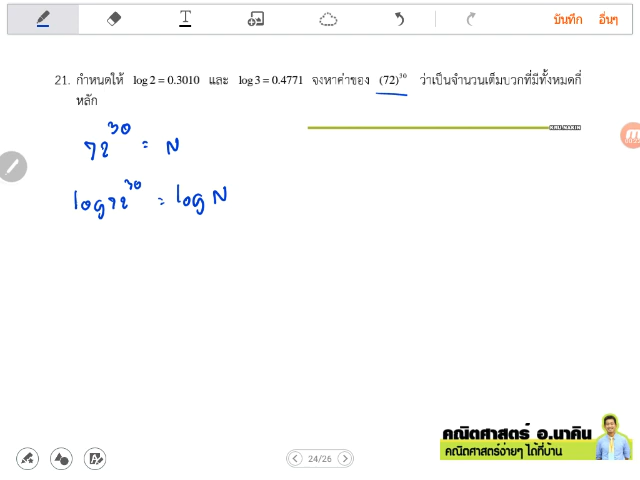 บันทึก อื่นๆ
21. กำหนดให้ log 2 = 0.3010 และ log 3 = 0.4771 จงหาค่าของ (72)³⁰ ว่าเป็นจำนวนเต็มบวกที่มีทั้งหมดกี่
หลัก
72³⁰ = N
log72³⁰ = log N
คณิตศาสตร์ อ.นาคิน
คณิตศาสตร์ง่ายๆ ได้ที่บ้าน
24/26